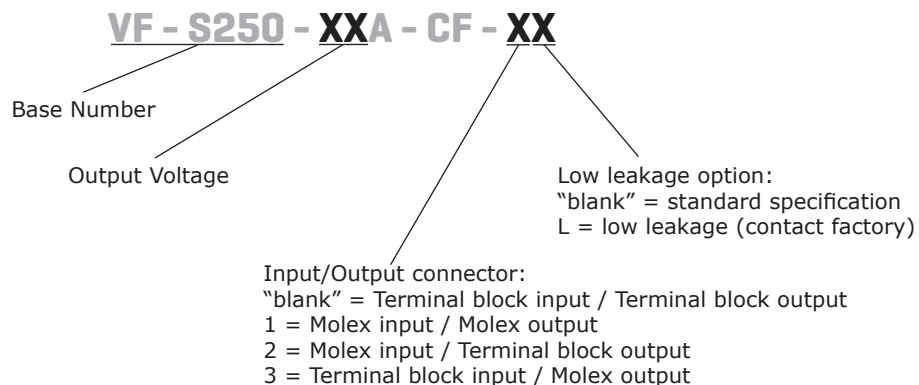 VF - S250 - XXA - CF - XX
Base Number
Output Voltage
Low leakage option:
“blank” = standard specification
L = low leakage (contact factory)
Input/Output connector:
“blank” = Terminal block input / Terminal block output
1 = Molex input / Molex output
2 = Molex input / Terminal block output
3 = Terminal block input / Molex output